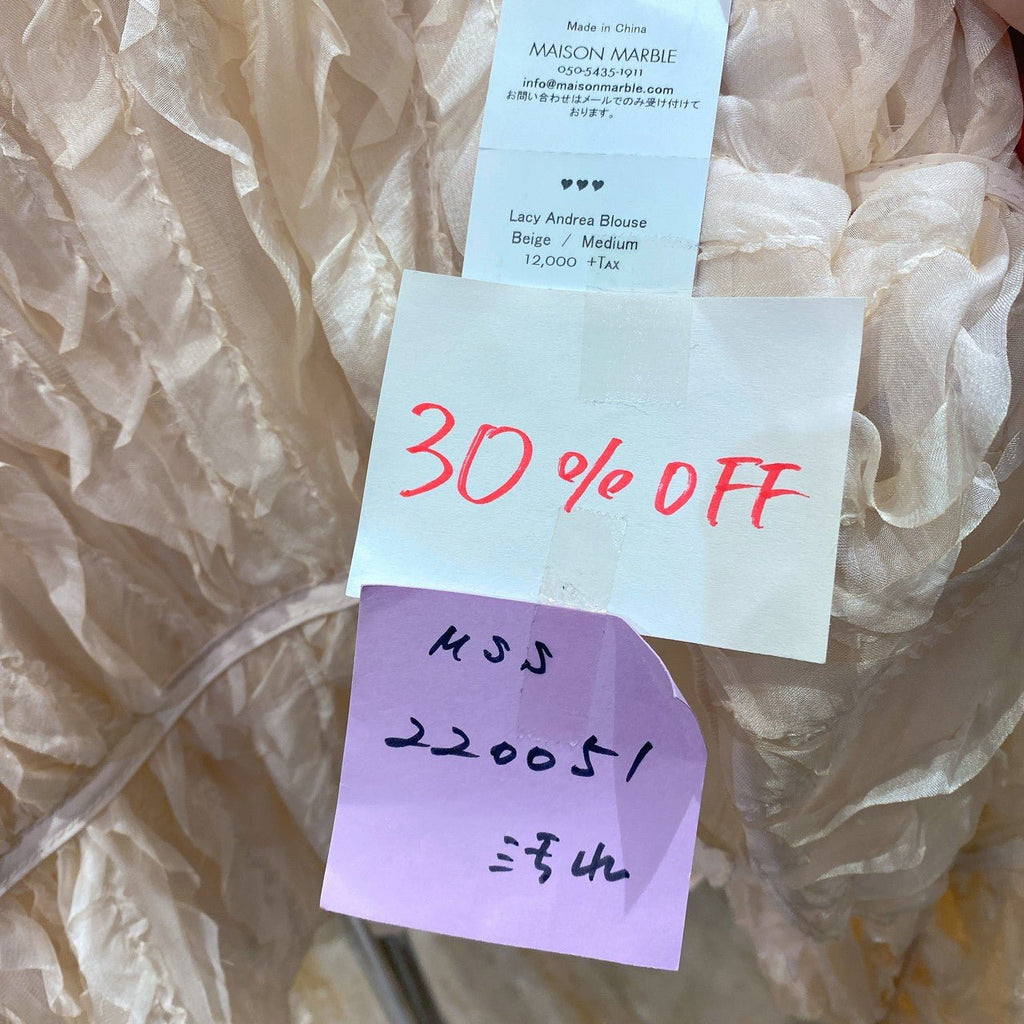 Made in China
MAISON MARBLE
050-5435-1911
info@maisonmarble.com
お問い合わせはメールでのみ受け付けて
おります。
♥♥♥
Lacy Andrea Blouse
Beige / Medium
12,000 +TAX
30% OFF
MSS
220051
汚れ